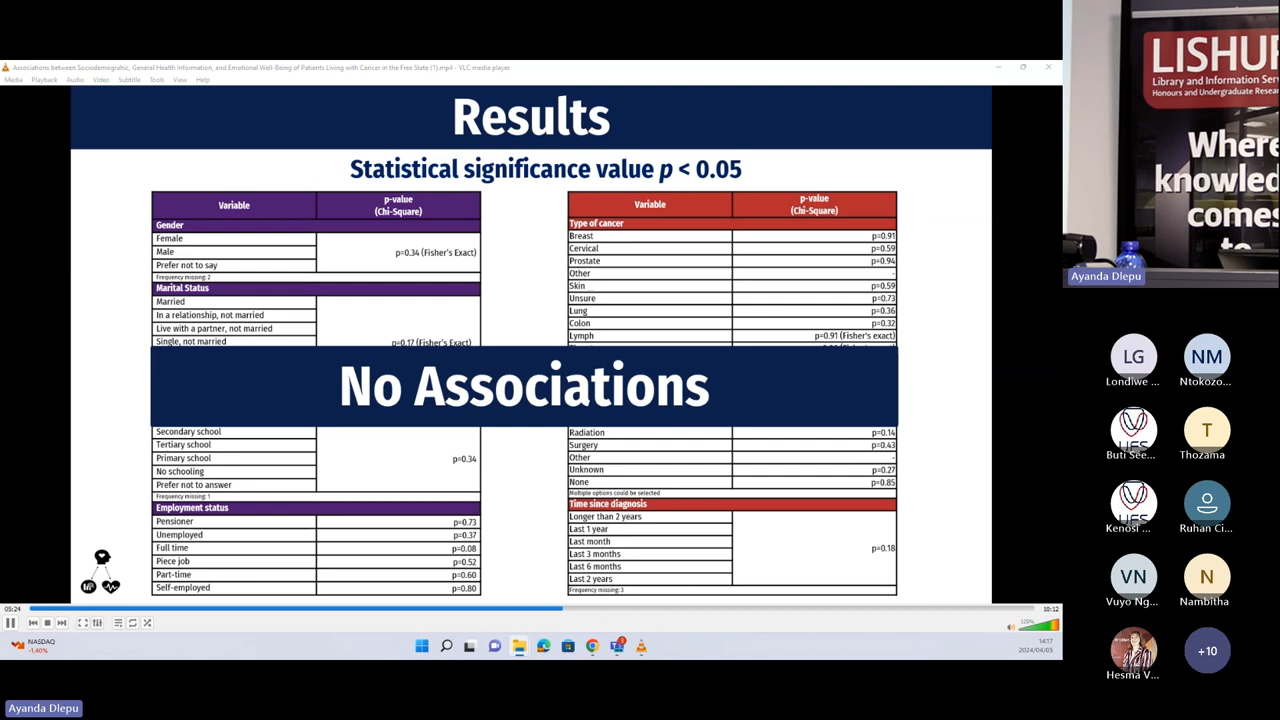 Associations between Sociodemograhic, General Health Information, and Emotional Well-Being of Patients Living with Cancer in the Free State (1).mp4 - VLC media player
Media Playback Audio Video Subtitle Tools View Help
Results
Statistical significance value p < 0.05
Variable p-value (Chi-Square)
Gender
Female
Male p=0.34 (Fisher's Exact)
Prefer not to say
Frequency missing: 2
Marital Status
Married
In a relationship, not married
Live with a partner, not married
Single, not married p=0.17 (Fisher's Exact)
No Associations
Secondary school
Tertiary school
Primary school p=0.34
No schooling
Prefer not to answer
Frequency missing: 1
Employment status
Pensioner p=0.73
Unemployed p=0.37
Full time p=0.08
Piece job p=0.52
Part-time p=0.60
Self-employed p=0.80
Variable p-value (Chi-Square)
Type of cancer
Breast p=0.91
Cervical p=0.59
Prostate p=0.94
Other -
Skin p=0.59
Unsure p=0.73
Lung p=0.36
Colon p=0.32
Lymph p=0.91 (Fisher's exact)
Radiation p=0.14
Surgery p=0.43
Other -
Unknown p=0.27
None p=0.85
Multiple options could be selected
Time since diagnosis
Longer than 2 years
Last 1 year
Last month
Last 3 months p=0.18
Last 6 months
Last 2 years
Frequency missing: 3
05:24 10:12
125%
NASDAQ
-1,40%
14:17
2024/04/05
Ayanda Dlepu
LISHU
Library and Information Ser
Honours and Undergraduate Resea
Where
knowled
comes
to
Ayanda Dlepu
LG NM
Londiwe ... Ntokozo...
UFS T
Buti See... Thozama
UFS
Kenosi ... Ruhan Ci...
VN N
Vuyo Ng... Nambitha
+10
Hesma V...